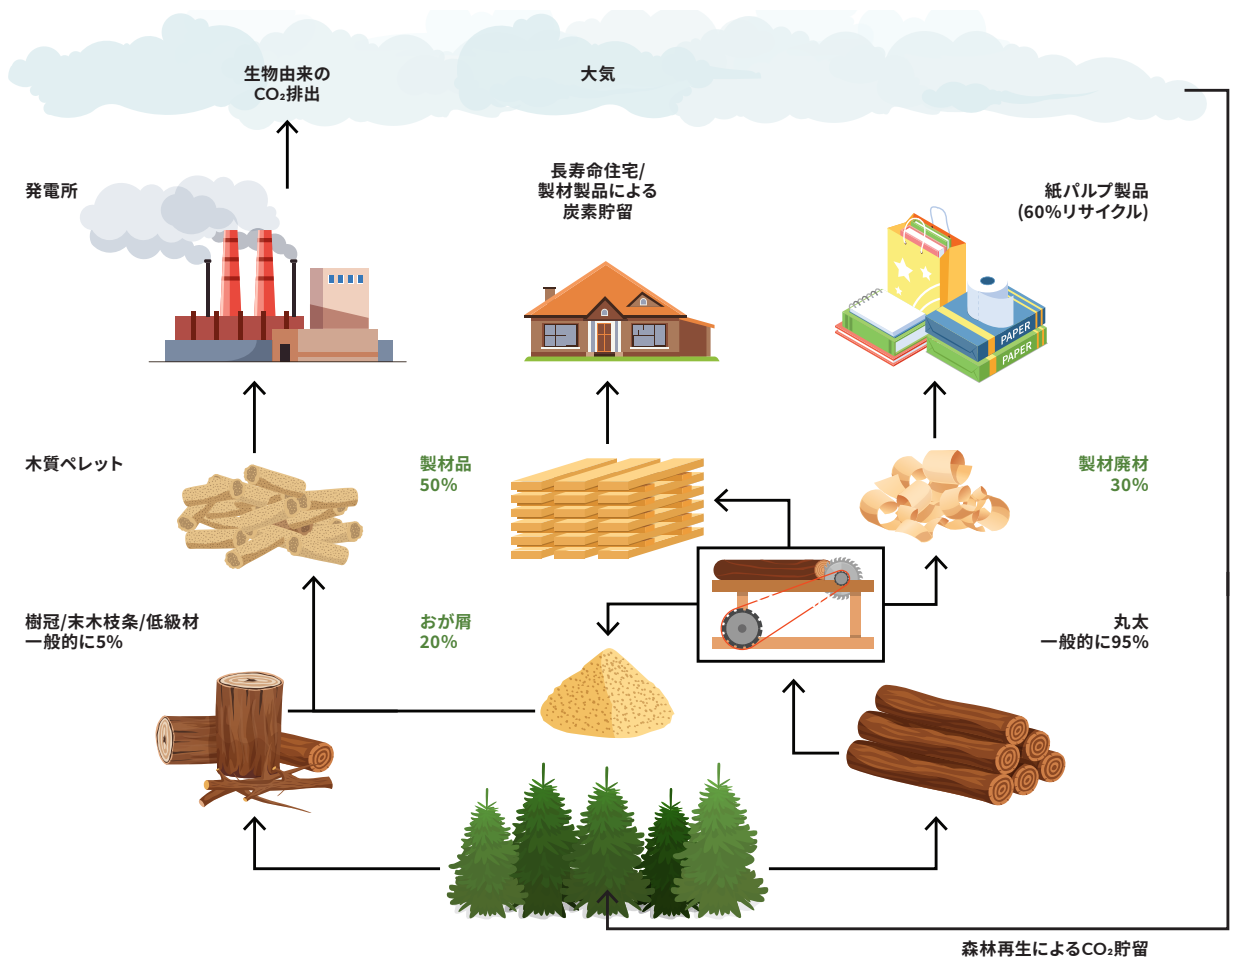 生物由来の
CO₂排出
大気
発電所
長寿命住宅/
製材製品による
炭素貯留
紙パルプ製品
(60%リサイクル)
PAPER
PAPER
木質ペレット
製材品
50%
製材廃材
30%
樹冠/末木枝条/低級材
一般的に5%
おが屑
20%
丸太
一般的に95%
森林再生によるCO₂貯留